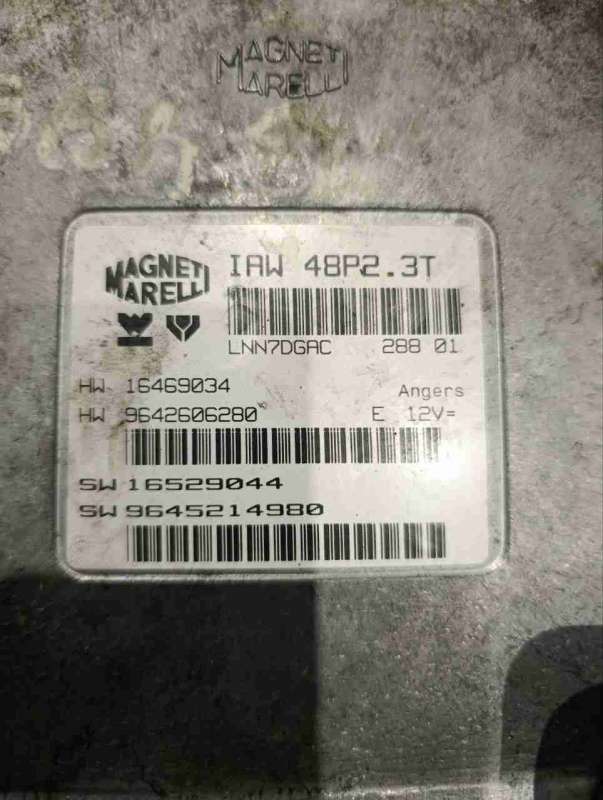 MAGNETI
MARELLI
MAGNETI
MARELLI
IAW 48P2.3T
LNN7DGAC 288 01
HW 16469034 Angers
HW 9642606280 E 12V=
SW 16529044
SW 9645214980